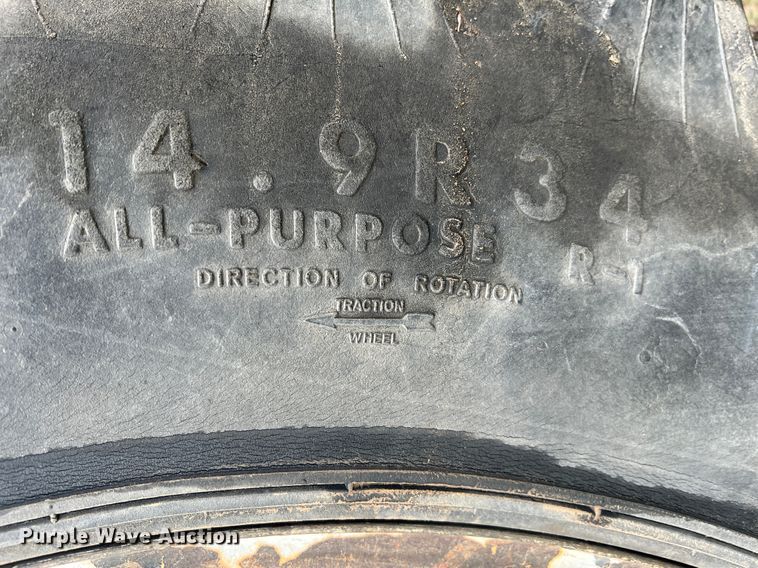 14.9R34
ALL-PURPOSE R-1
DIRECTION OF ROTATION
TRACTION
WHEEL
Purple Wave Auction